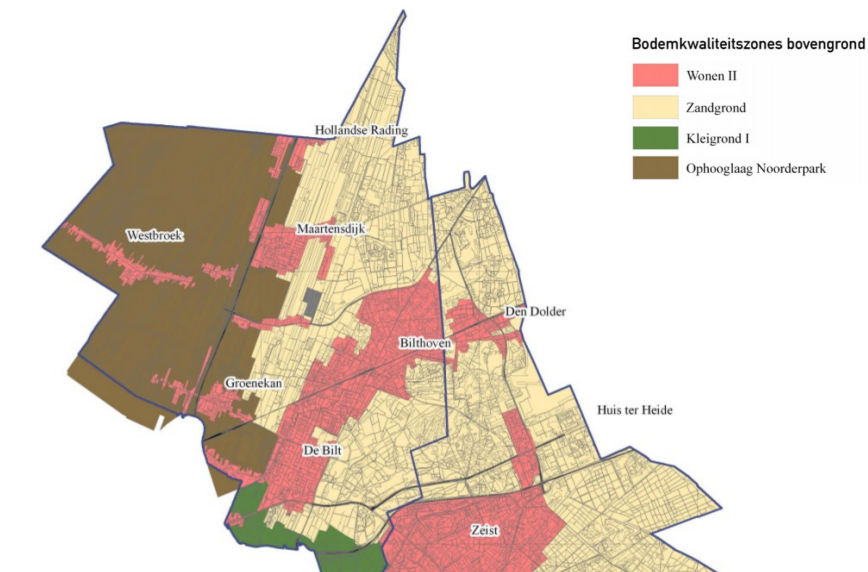 Bodemkwaliteitszones bovengrond
Wonen II
Zandgrond
Kleigrond I
Ophooglaag Noorderpark
Hollandse Rading
Westbroek
Maartensdijk
Den Dolder
Bilthoven
Groenekan
Huis ter Heide
De Bilt
Zeist